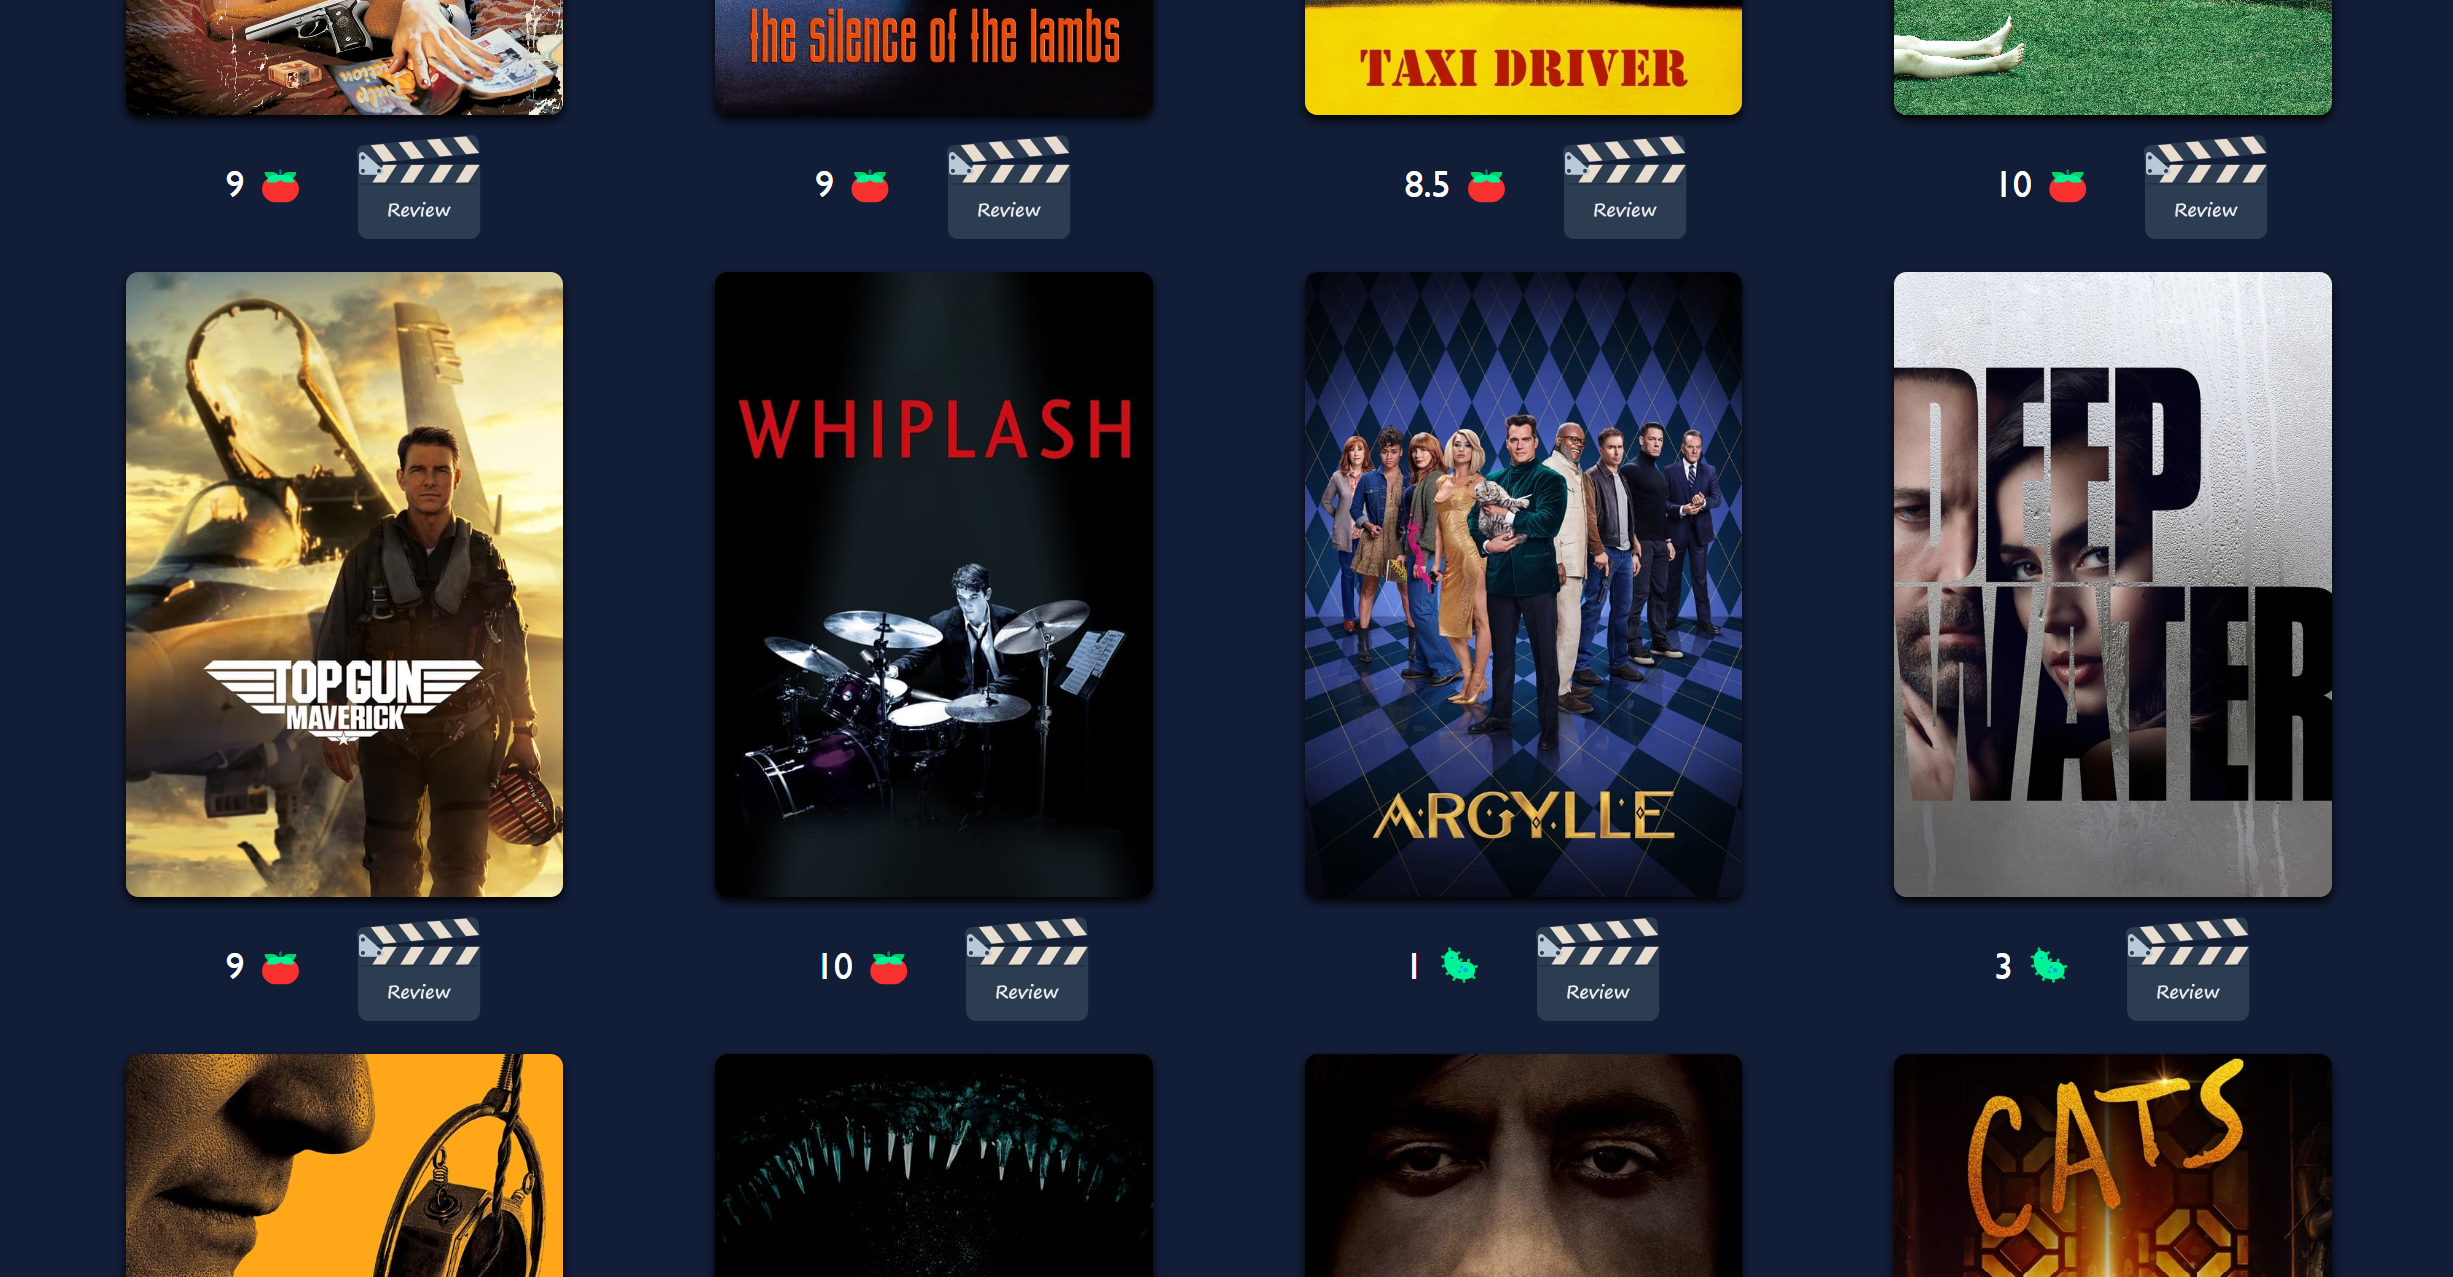 Pulp
Fiction
the silence of the lambs
TAXI DRIVER
9
Review
9
Review
8.5
Review
10
Review
TOP GUN
MAVERICK
WHIPLASH
ARGYLLE
DEEP
WATER
9
Review
10
Review
1
Review
3
Review
CATS